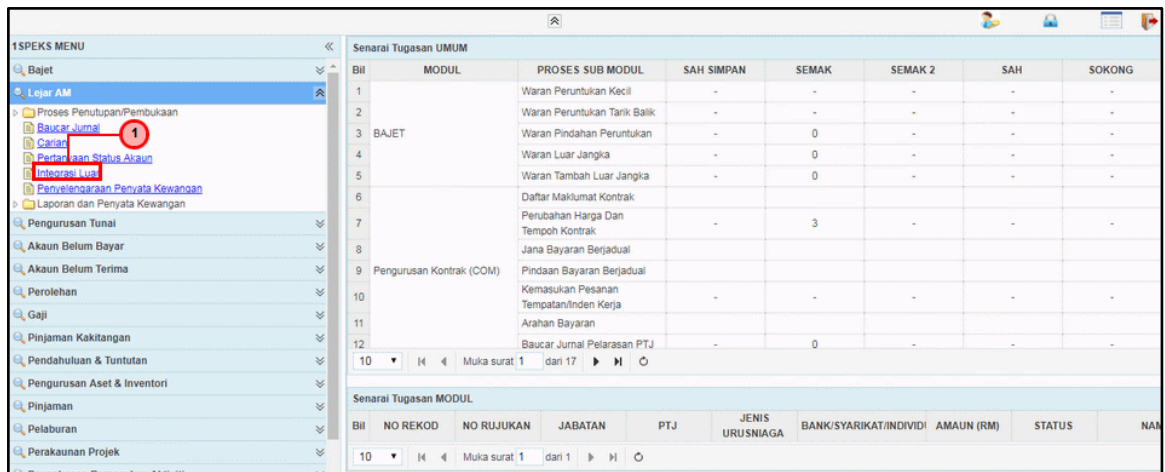 1SPEKS MENU
Bajet
Lejar AM
Proses Penutupan/Pembukaan
Baucar Jurnal
1
Carian
Pertanyaan Status Akaun
Integrasi Luar
Penyelengaraan Penyata Kewangan
Laporan dan Penyata Kewangan
Pengurusan Tunai
Akaun Belum Bayar
Akaun Belum Terima
Perolehan
Gaji
Pinjaman Kakitangan
Pendahuluan & Tuntutan
Pengurusan Aset & Inventori
Pinjaman
Pelaburan
Perakaunan Projek
Senarai Tugasan UMUM
Bil MODUL PROSES SUB MODUL SAH SIMPAN SEMAK SEMAK 2 SAH SOKONG
1 Waran Peruntukan Kecil - - - - -
2 Waran Peruntukan Tarik Balik - - - - -
3 BAJET Waran Pindahan Peruntukan - 0 - - -
4 Waran Luar Jangka - 0 - - -
5 Waran Tambah Luar Jangka - 0 - - -
6 Daftar Maklumat Kontrak
7 Perubahan Harga Dan
Tempoh Kontrak - 3 - - -
8 Jana Bayaran Berjadual
9 Pengurusan Kontrak (COM) Pindaan Bayaran Berjadual
10 Kemasukan Pesanan
Tempatan/Inden Kerja - - - - -
11 Arahan Bayaran
12 Baucar Jurnal Pelarasan PTJ - 0 - - -
10 Muka surat 1 dari 17
Senarai Tugasan MODUL
Bil NO REKOD NO RUJUKAN JABATAN PTJ JENIS
URUSNIAGA BANK/SYARIKAT/INDIVIDU AMAUN (RM) STATUS NAM
10 Muka surat 1 dari 1